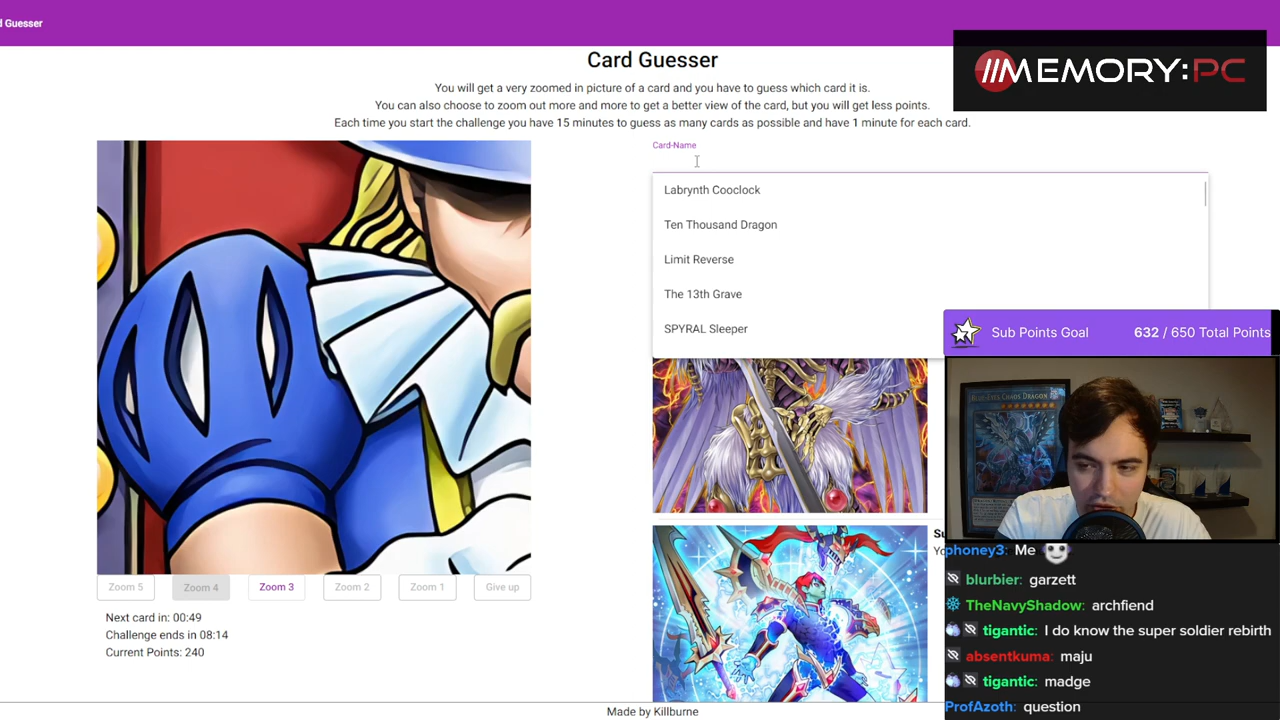 d Guesser
//MEMORY:PC
Card Guesser
You will get a very zoomed in picture of a card and you have to guess which card it is.
You can also choose to zoom out more and more to get a better view of the card, but you will get less points.
Each time you start the challenge you have 15 minutes to guess as many cards as possible and have 1 minute for each card.
Card-Name
Labrynth Cooclock
Ten Thousand Dragon
Limit Reverse
The 13th Grave
SPYRAL Sleeper
Sub Points Goal 632 / 650 Total Points
BLUE-EYES CHAOS DRAGON
Su
Yo
phoney3: Me
blurbier: garzett
TheNavyShadow: archfiend
tigantic: I do know the super soldier rebirth
absentkuma: maju
tigantic: madge
ProfAzoth: question
Zoom 5 Zoom 4 Zoom 3 Zoom 2 Zoom 1 Give up
Next card in: 00:49
Challenge ends in 08:14
Current Points: 240
Made by Killburne